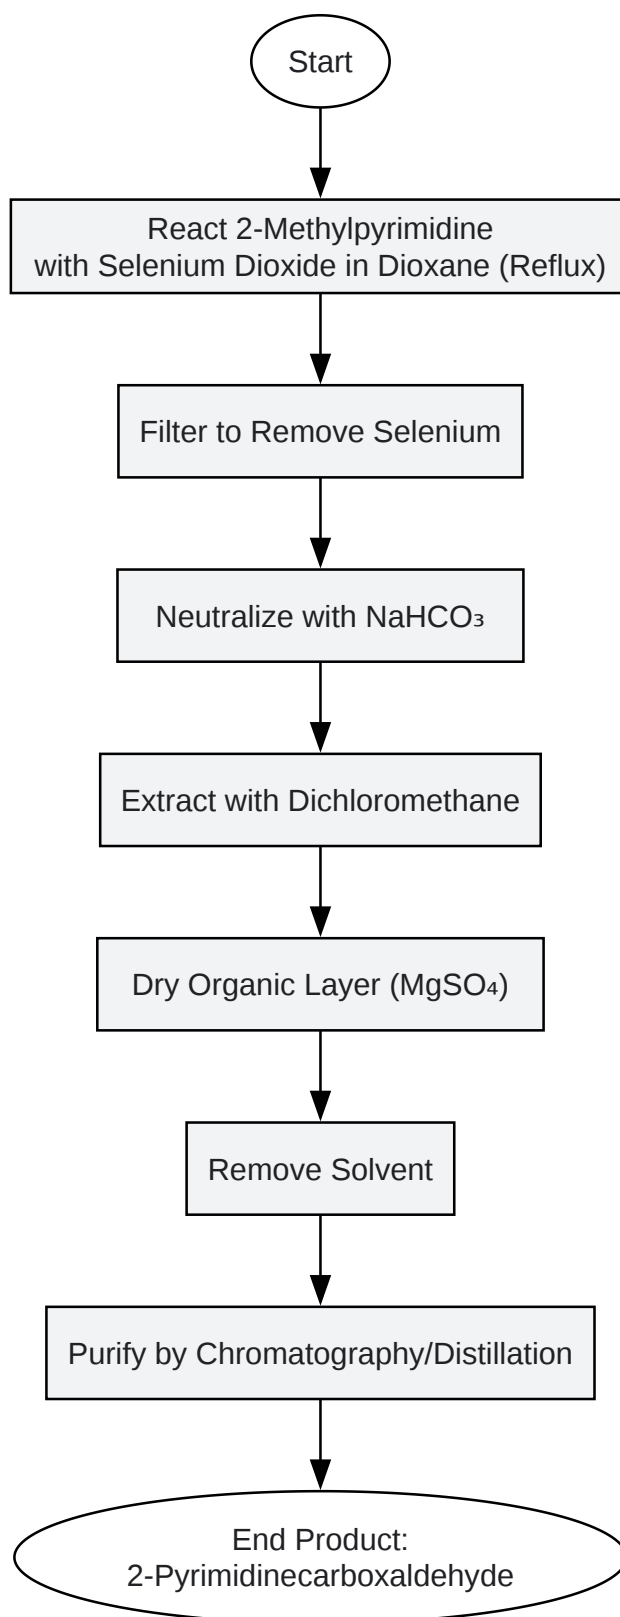 Start
React 2-Methylpyrimidine
with Selenium Dioxide in Dioxane (Reflux)
Filter to Remove Selenium
Neutralize with NaHCO₃
Extract with Dichloromethane
Dry Organic Layer (MgSO₄)
Remove Solvent
Purify by Chromatography/Distillation
End Product:
2-Pyrimidinecarboxaldehyde